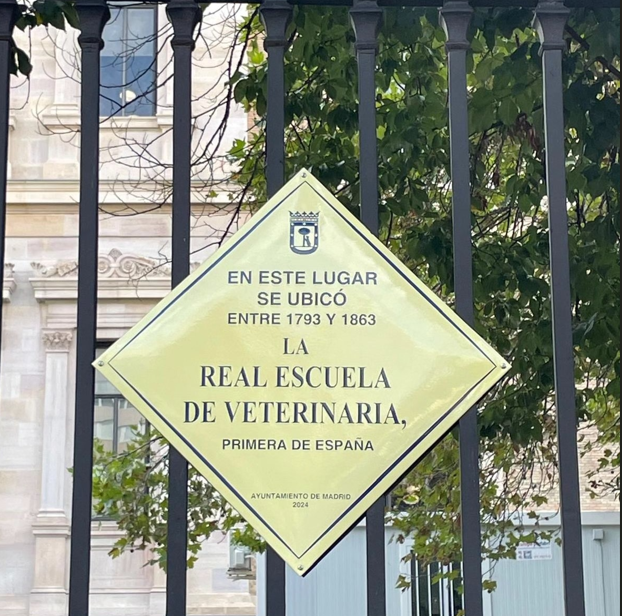 EN ESTE LUGAR
SE UBICÓ
ENTRE 1793 Y 1863
LA
REAL ESCUELA
DE VETERINARIA,
PRIMERA DE ESPAÑA
AYUNTAMIENTO DE MADRID
2024